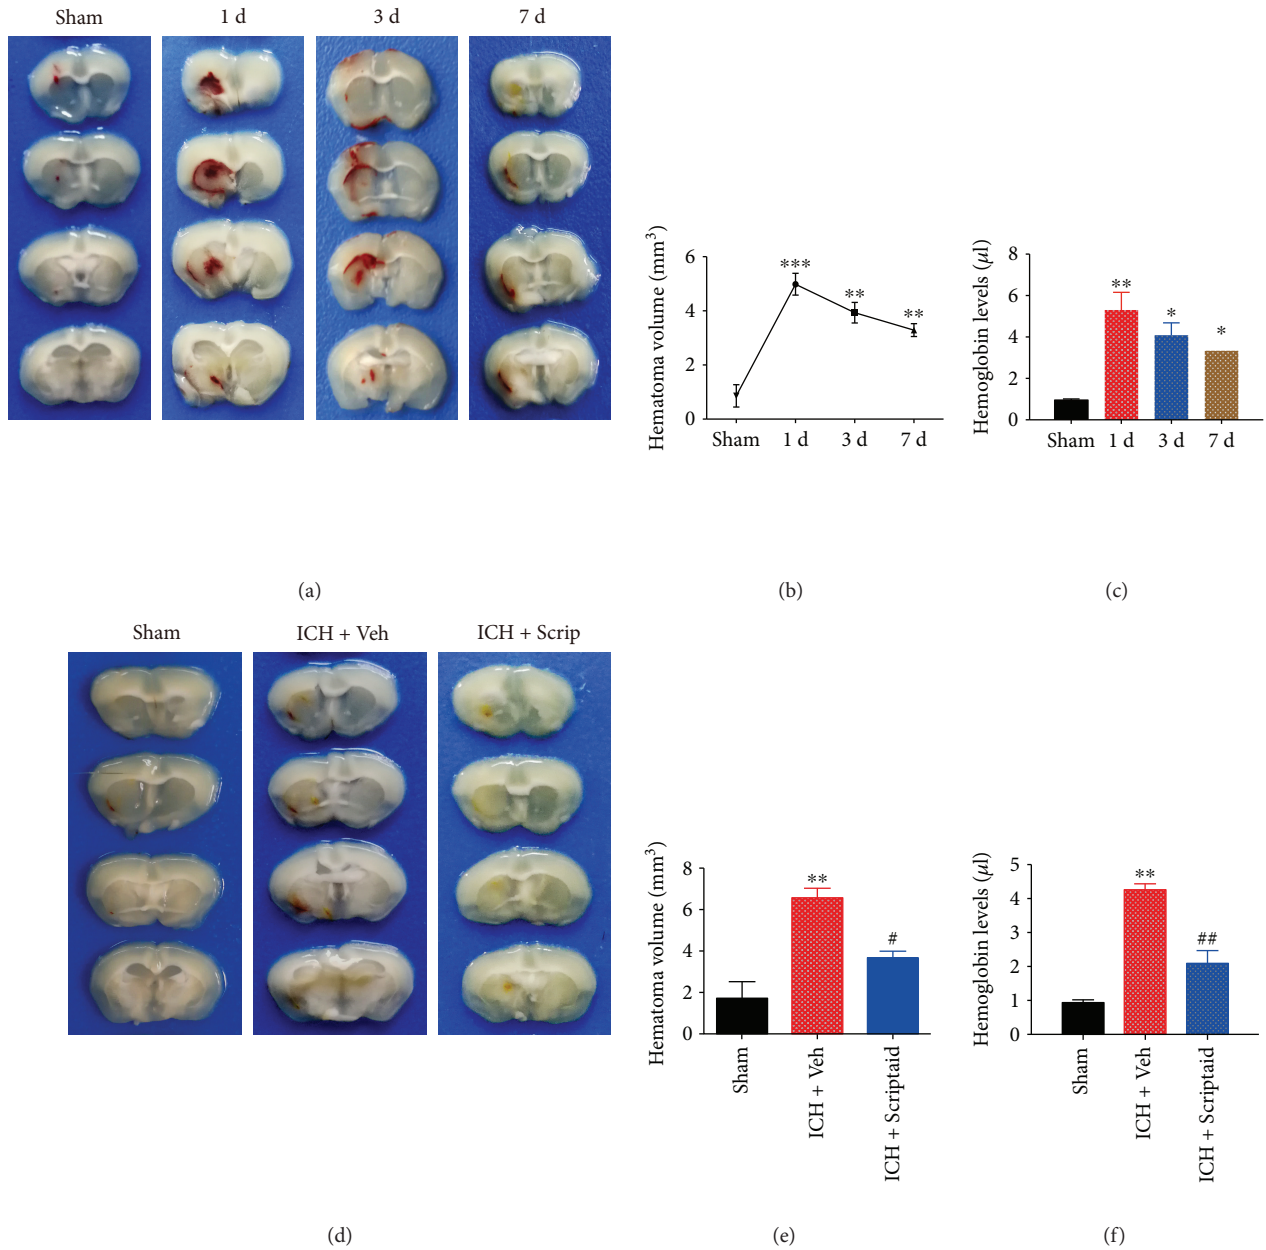 Sham 1 d 3 d 7 d
(a)
Hematoma volume (mm³)
6
4
2
0
***
**
**
Sham 1 d 3 d 7 d
(b)
Hemoglobin levels (μl)
8
6
4
2
0
**
*
*
Sham 1 d 3 d 7 d
(c)
Sham ICH + Veh ICH + Scrip
(d)
Hematoma volume (mm³)
8
6
4
2
0
**
#
Sham
ICH + Veh
ICH + Scriptaid
(e)
Hemoglobin levels (μl)
5
4
3
2
1
0
**
##
Sham
ICH + Veh
ICH + Scriptaid
(f)